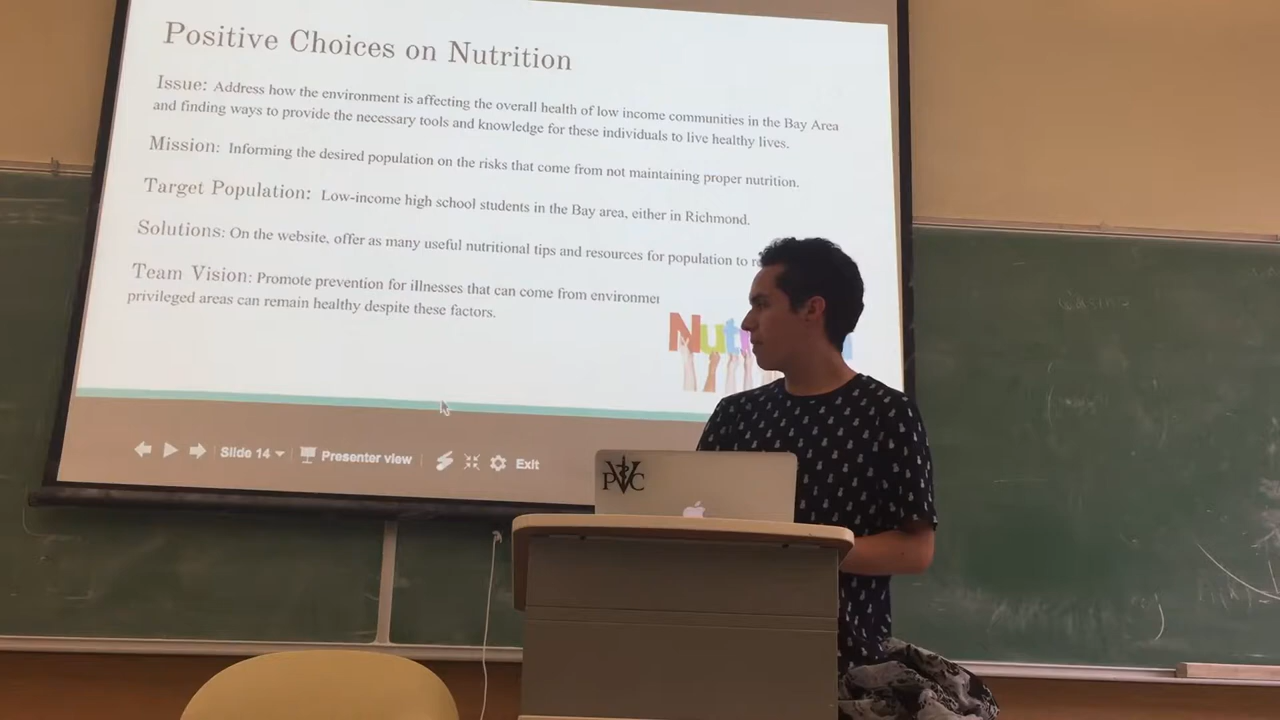 Positive Choices on Nutrition
Issue: Address how the environment is affecting the overall health of low income communities in the Bay Area
and finding ways to provide the necessary tools and knowledge for these individuals to live healthy lives.
Mission: Informing the desired population on the risks that come from not maintaining proper nutrition.
Target Population: Low-income high school students in the Bay area, either in Richmond.
Solutions: On the website, offer as many useful nutritional tips and resources for population to
Team Vision: Promote prevention for illnesses that can come from
privileged areas can remain healthy despite these factors.
Slide 14 Presenter view Exit
PVC